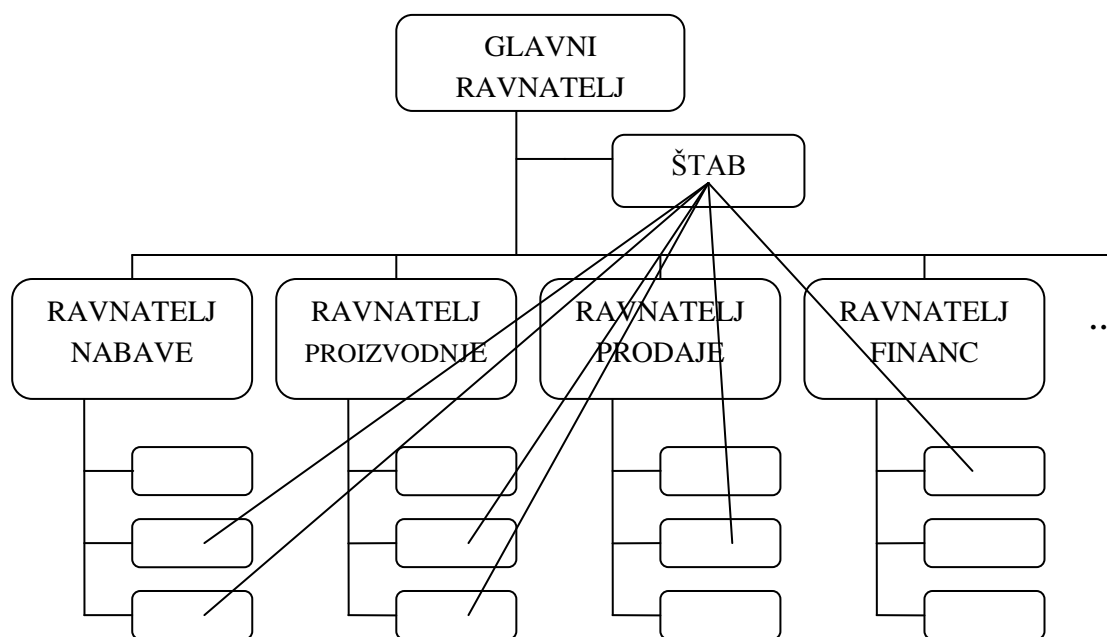 GLAVNI
RAVNATELJ
ŠTAB
RAVNATELJ
NABAVE
RAVNATELJ
PROIZVODNJE
RAVNATELJ
PRODAJE
RAVNATELJ
FINANC
..